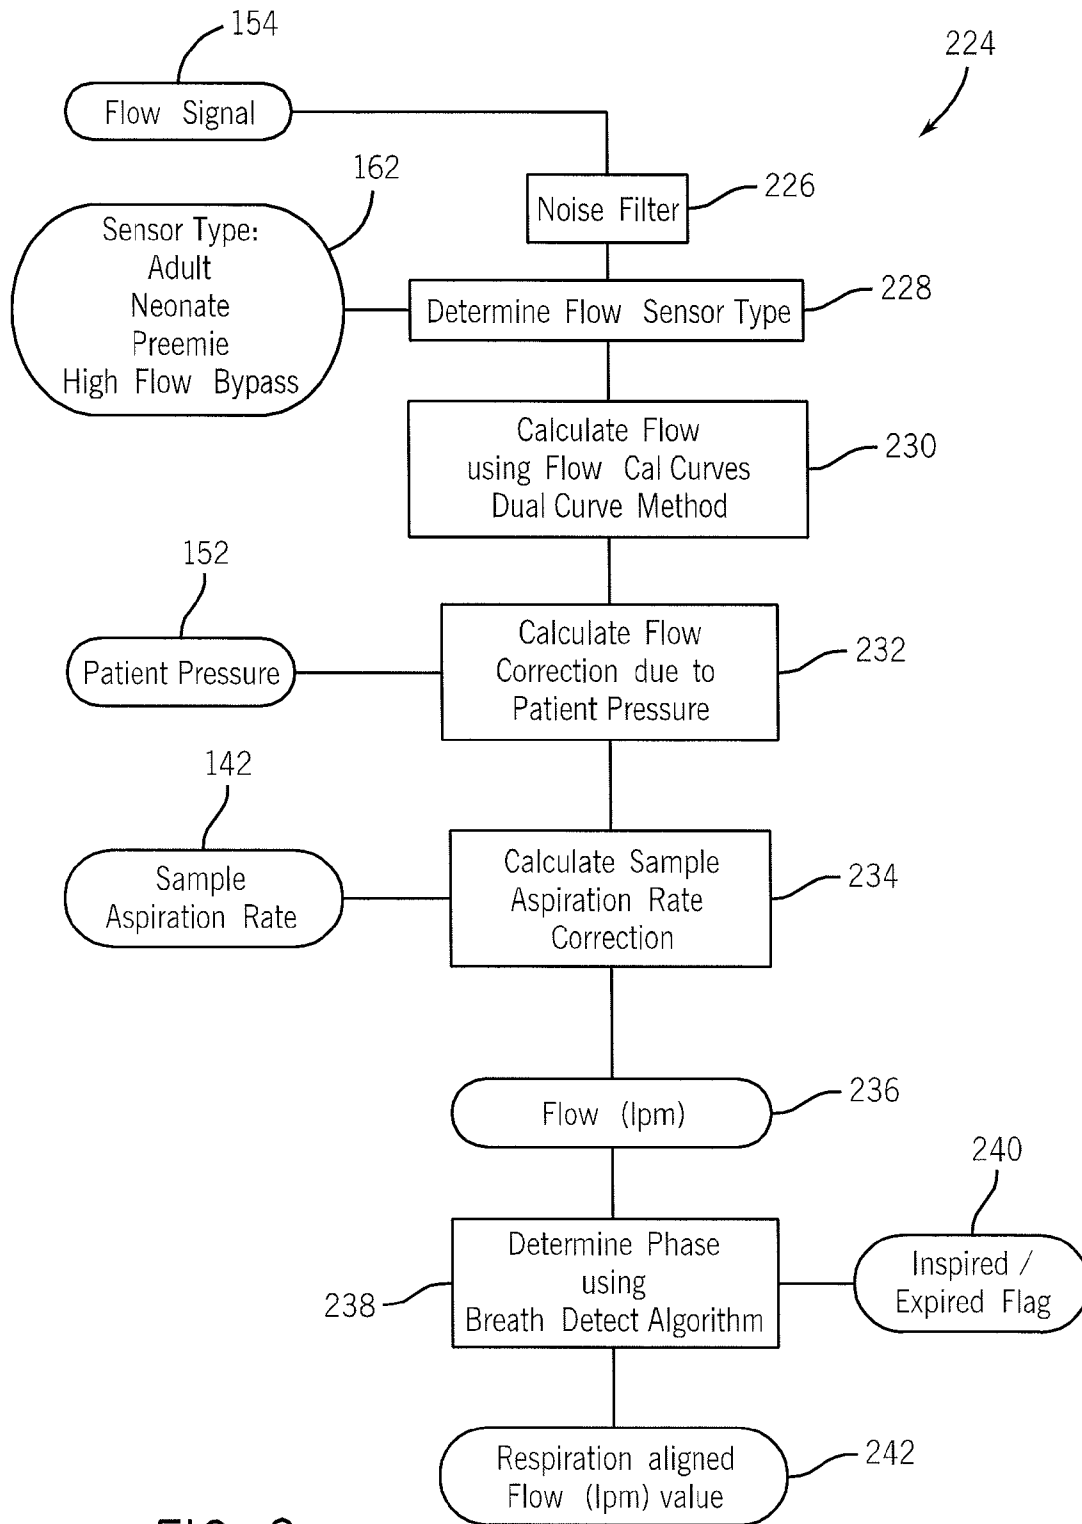 154
224
Flow Signal
162
226
Noise Filter
Sensor Type:
Adult
Neonate
Preemie
High Flow Bypass
228
Determine Flow Sensor Type
Calculate Flow
using Flow Cal Curves
Dual Curve Method
230
152
Patient Pressure
Calculate Flow
Correction due to
Patient Pressure
232
142
Sample
Aspiration Rate
Calculate Sample
Aspiration Rate
Correction
234
Flow (lpm)
236
240
Determine Phase
using
Breath Detect Algorithm
238
Inspired /
Expired Flag
Respiration aligned
Flow (lpm) value
242